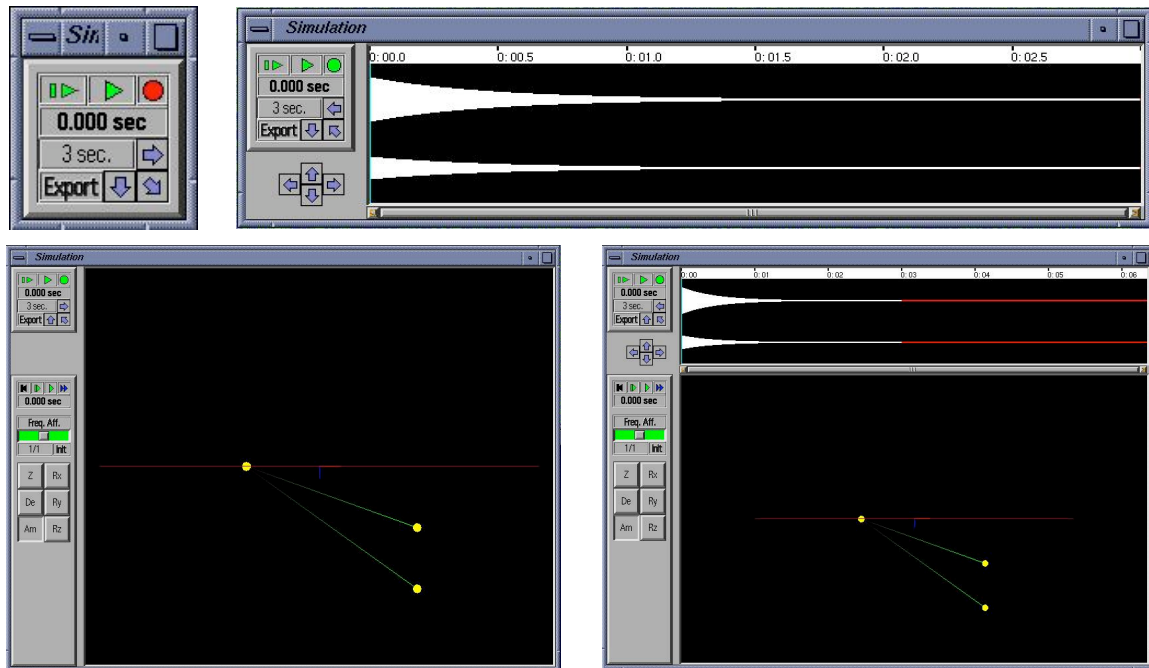 Sin
0.000 sec
3 sec.
Export
Simulation
0: 00.0 0: 00.5 0: 01.0 0: 01.5 0: 02.0 0: 02.5
0.000 sec
3 sec.
Export
Simulation
0.000 sec
3 sec.
Export
0.000 sec
Freq. Aff.
1/1 Init
Z Rx
De Ry
Am Rz
Simulation
0: 00 0: 01 0: 02 0: 03 0: 04 0: 05 0: 06
0.000 sec
3 sec.
Export
0.000 sec
Freq. Aff.
1/1 Init
Z Rx
De Ry
Am Rz